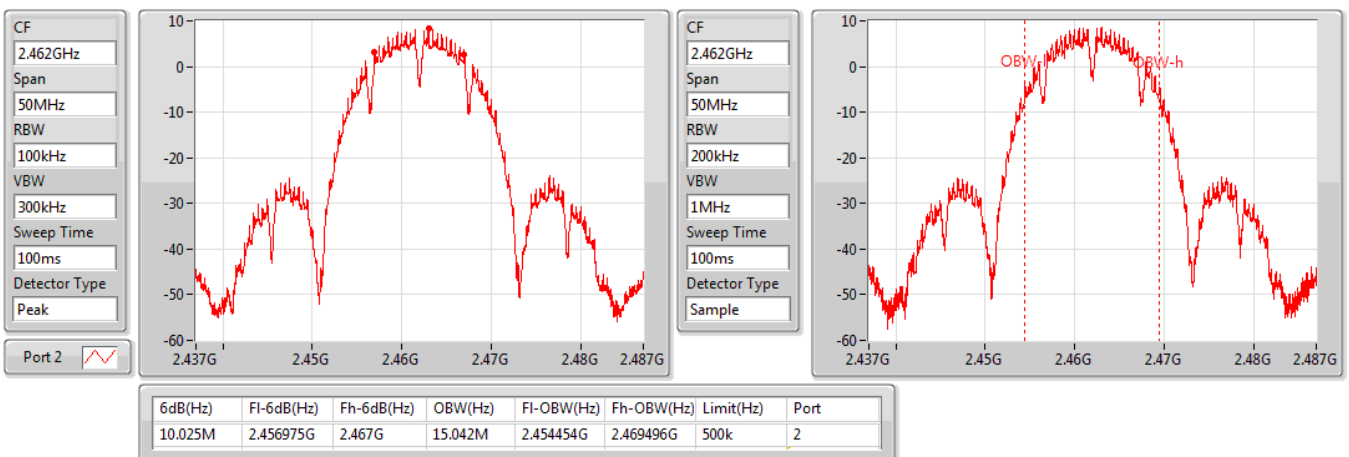 CF
2.462GHz
Span
50MHz
RBW
100kHz
VBW
300kHz
Sweep Time
100ms
Detector Type
Peak
Port 2
10
0
-10
-20
-30
-40
-50
-60
2.437G 2.45G 2.46G 2.47G 2.48G 2.487G
CF
2.462GHz
Span
50MHz
RBW
200kHz
VBW
1MHz
Sweep Time
100ms
Detector Type
Sample
10
0
-10
-20
-30
-40
-50
-60
OBW-l OBW-h
2.437G 2.45G 2.46G 2.47G 2.48G 2.487G
6dB(Hz) Fl-6dB(Hz) Fh-6dB(Hz) OBW(Hz) Fl-OBW(Hz) Fh-OBW(Hz) Limit(Hz) Port
10.025M 2.456975G 2.467G 15.042M 2.454454G 2.469496G 500k 2